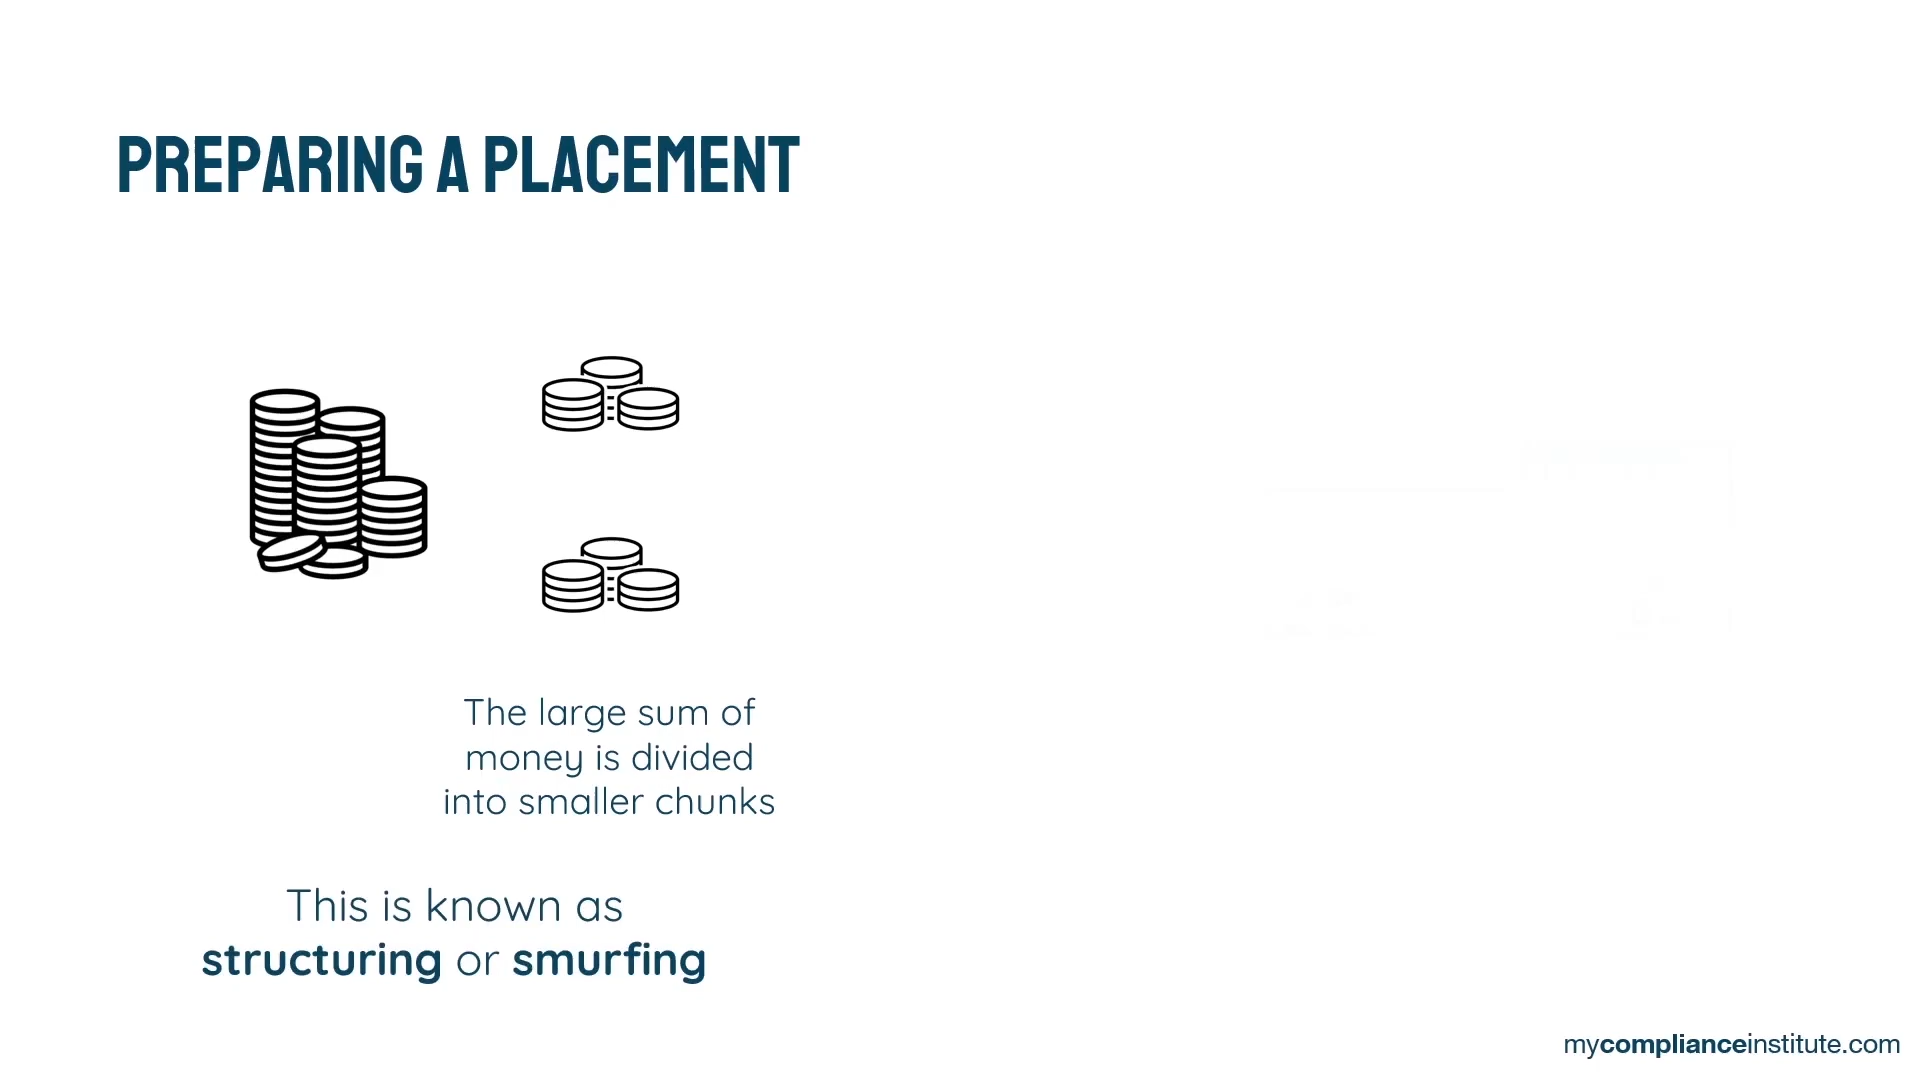 PREPARING A PLACEMENT
The large sum of
money is divided
into smaller chunks
This is known as
structuring or smurfing
mycomplianceinstitute.com